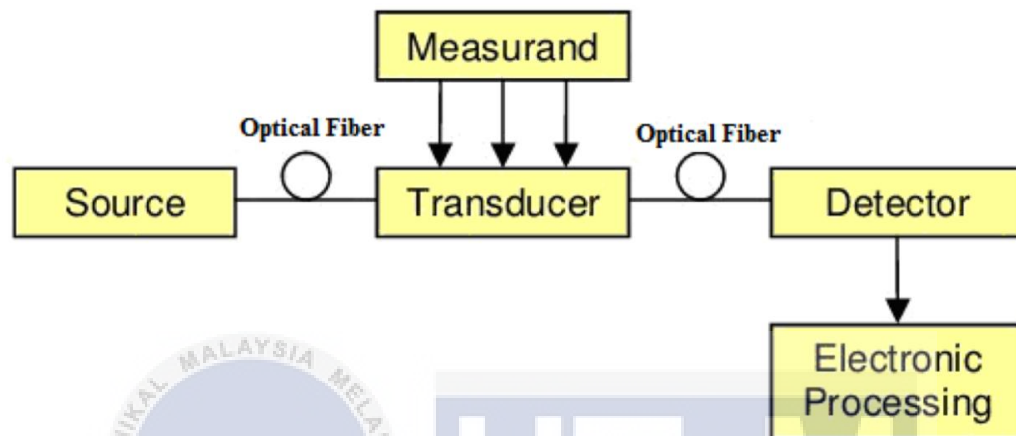 Measurand
Optical Fiber
Optical Fiber
Source
Transducer
Detector
Electronic
Processing
MALAYSIA